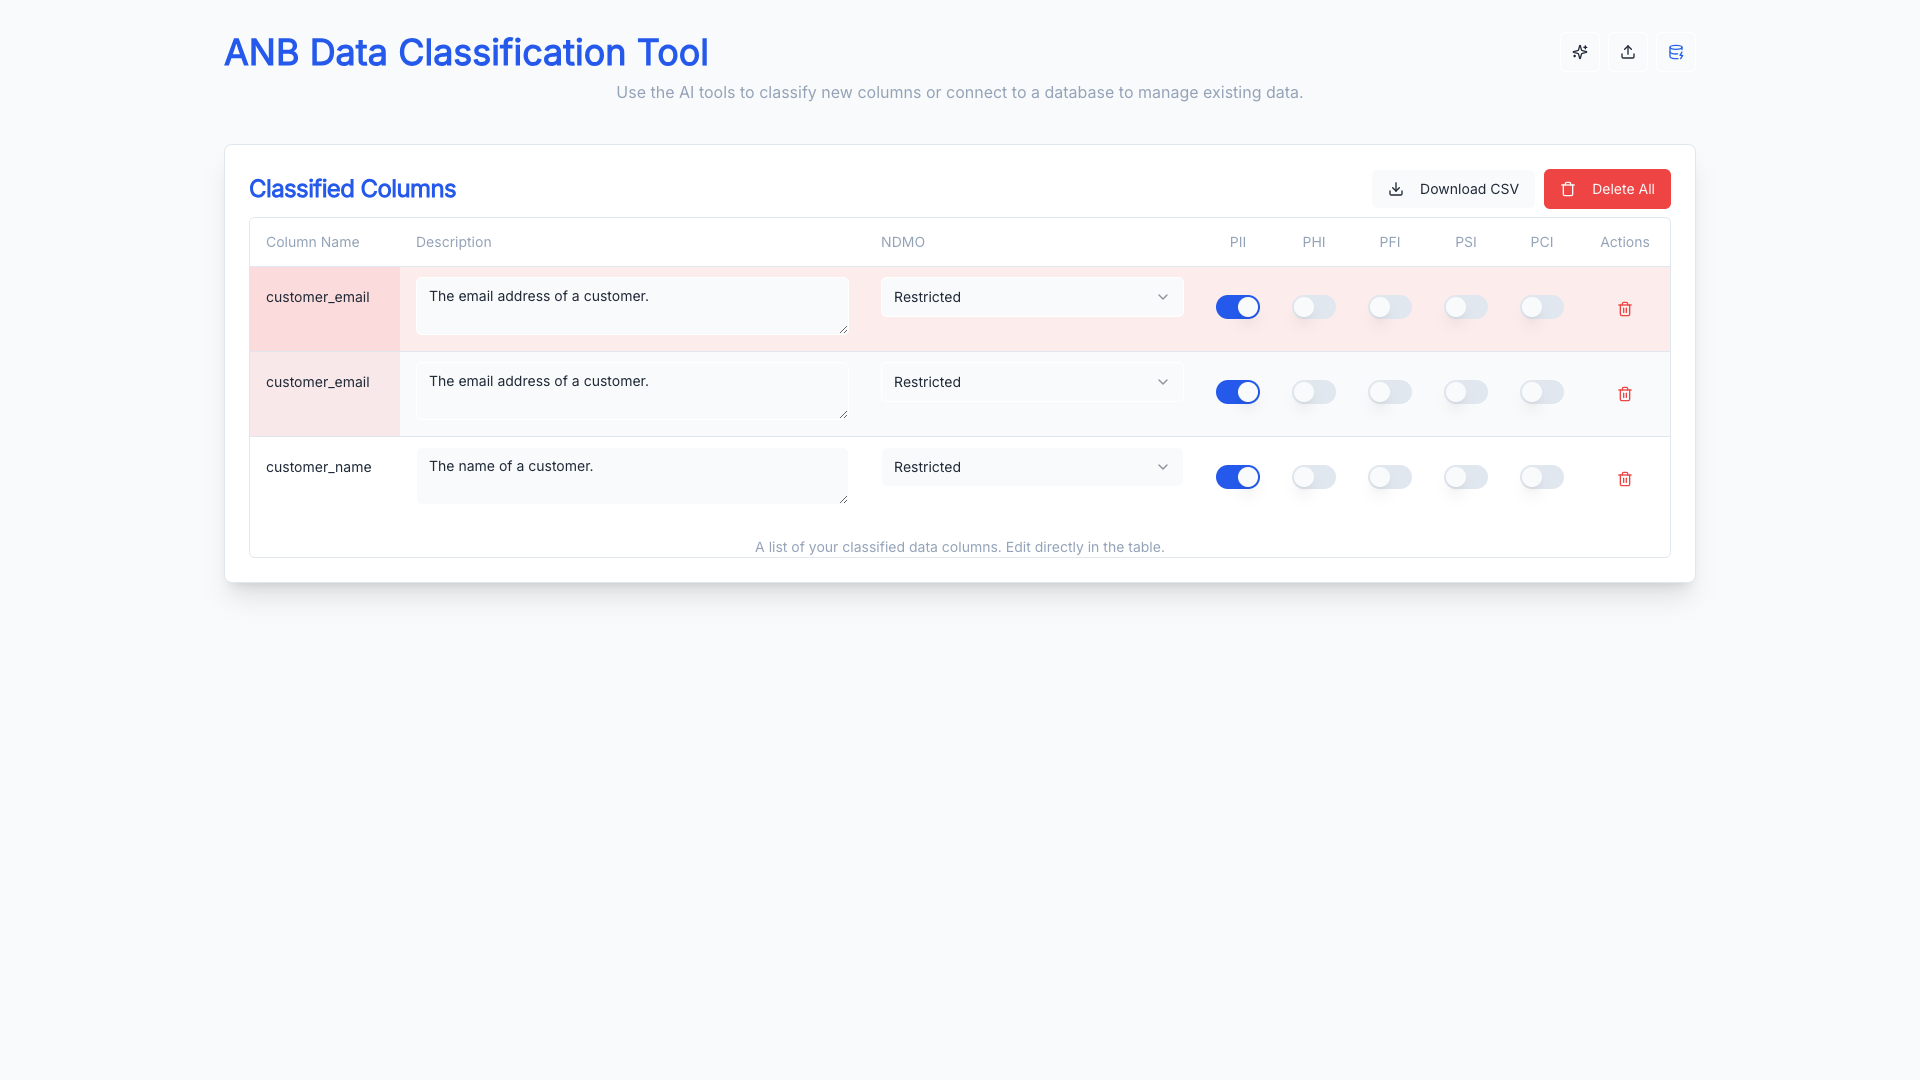 ANB Data Classification Tool
Use the AI tools to classify new columns or connect to a database to manage existing data.
Classified Columns
Download CSV
Delete All
Column Name Description NDMO PII PHI PFI PSI PCI Actions
customer_email The email address of a customer. Restricted
customer_email The email address of a customer. Restricted
customer_name The name of a customer. Restricted
A list of your classified data columns. Edit directly in the table.